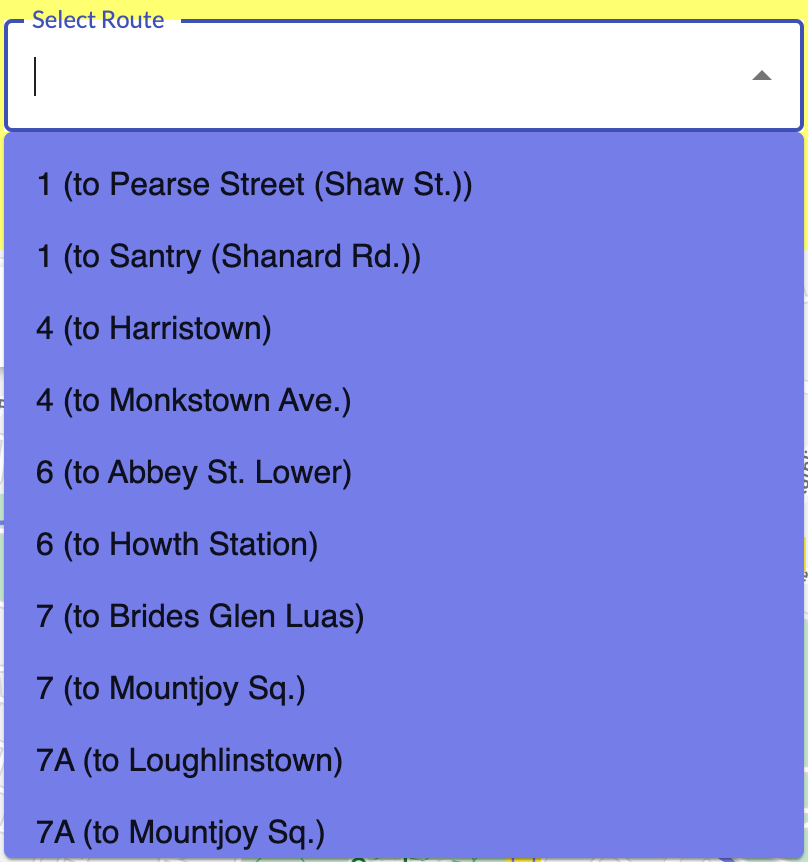 Select Route
1 (to Pearse Street (Shaw St.))
1 (to Santry (Shanard Rd.))
4 (to Harristown)
4 (to Monkstown Ave.)
6 (to Abbey St. Lower)
6 (to Howth Station)
7 (to Brides Glen Luas)
7 (to Mountjoy Sq.)
7A (to Loughlinstown)
7A (to Mountjoy Sq.)